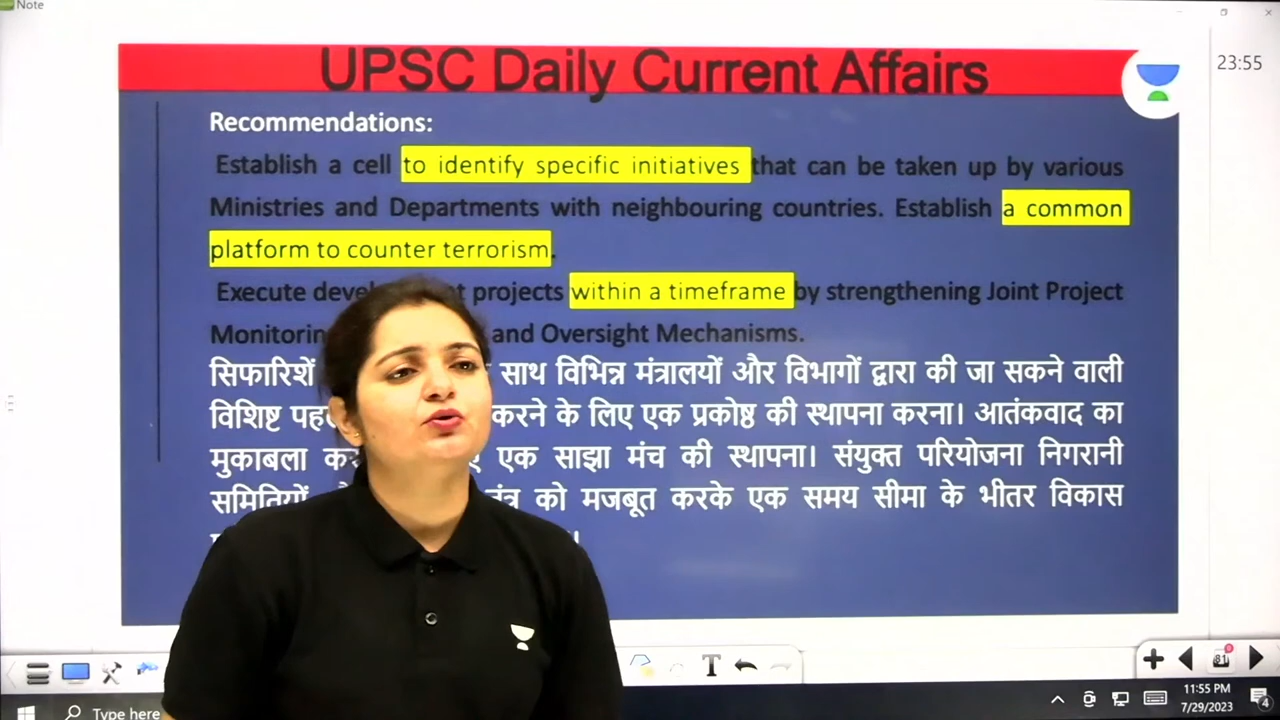 Note
UPSC Daily Current Affairs
23:55
Recommendations:
Establish a cell to identify specific initiatives that can be taken up by various
Ministries and Departments with neighbouring countries. Establish a common
platform to counter terrorism.
Execute projects within a timeframe by strengthening Joint Project
and Oversight Mechanisms.
सिफारिशों साथ विभिन्न मंत्रालयों और विभागों द्वारा की जा सकने वाली
विशिष्ट करने के लिए एक प्रकोष्ठ की स्थापना करना। आतंकवाद का
मुकाबला एक साझा मंच की स्थापना। संयुक्त परियोजना निगरानी
समितियों को मजबूत करके एक समय सीमा के भीतर विकास
T
81
11:55 PM
Type here
7/29/2023
4